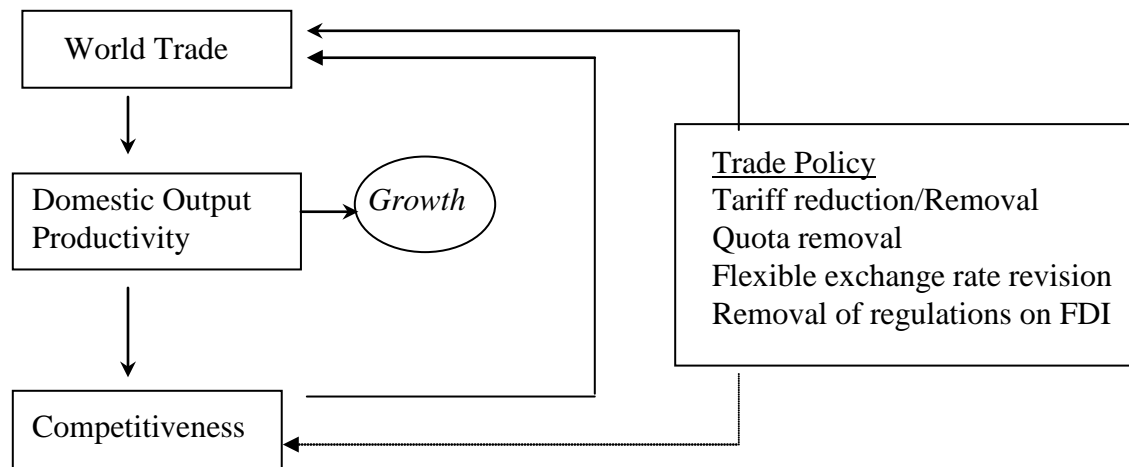 World Trade
Domestic Output
Productivity
Growth
Competitiveness
Trade Policy
Tariff reduction/Removal
Quota removal
Flexible exchange rate revision
Removal of regulations on FDI